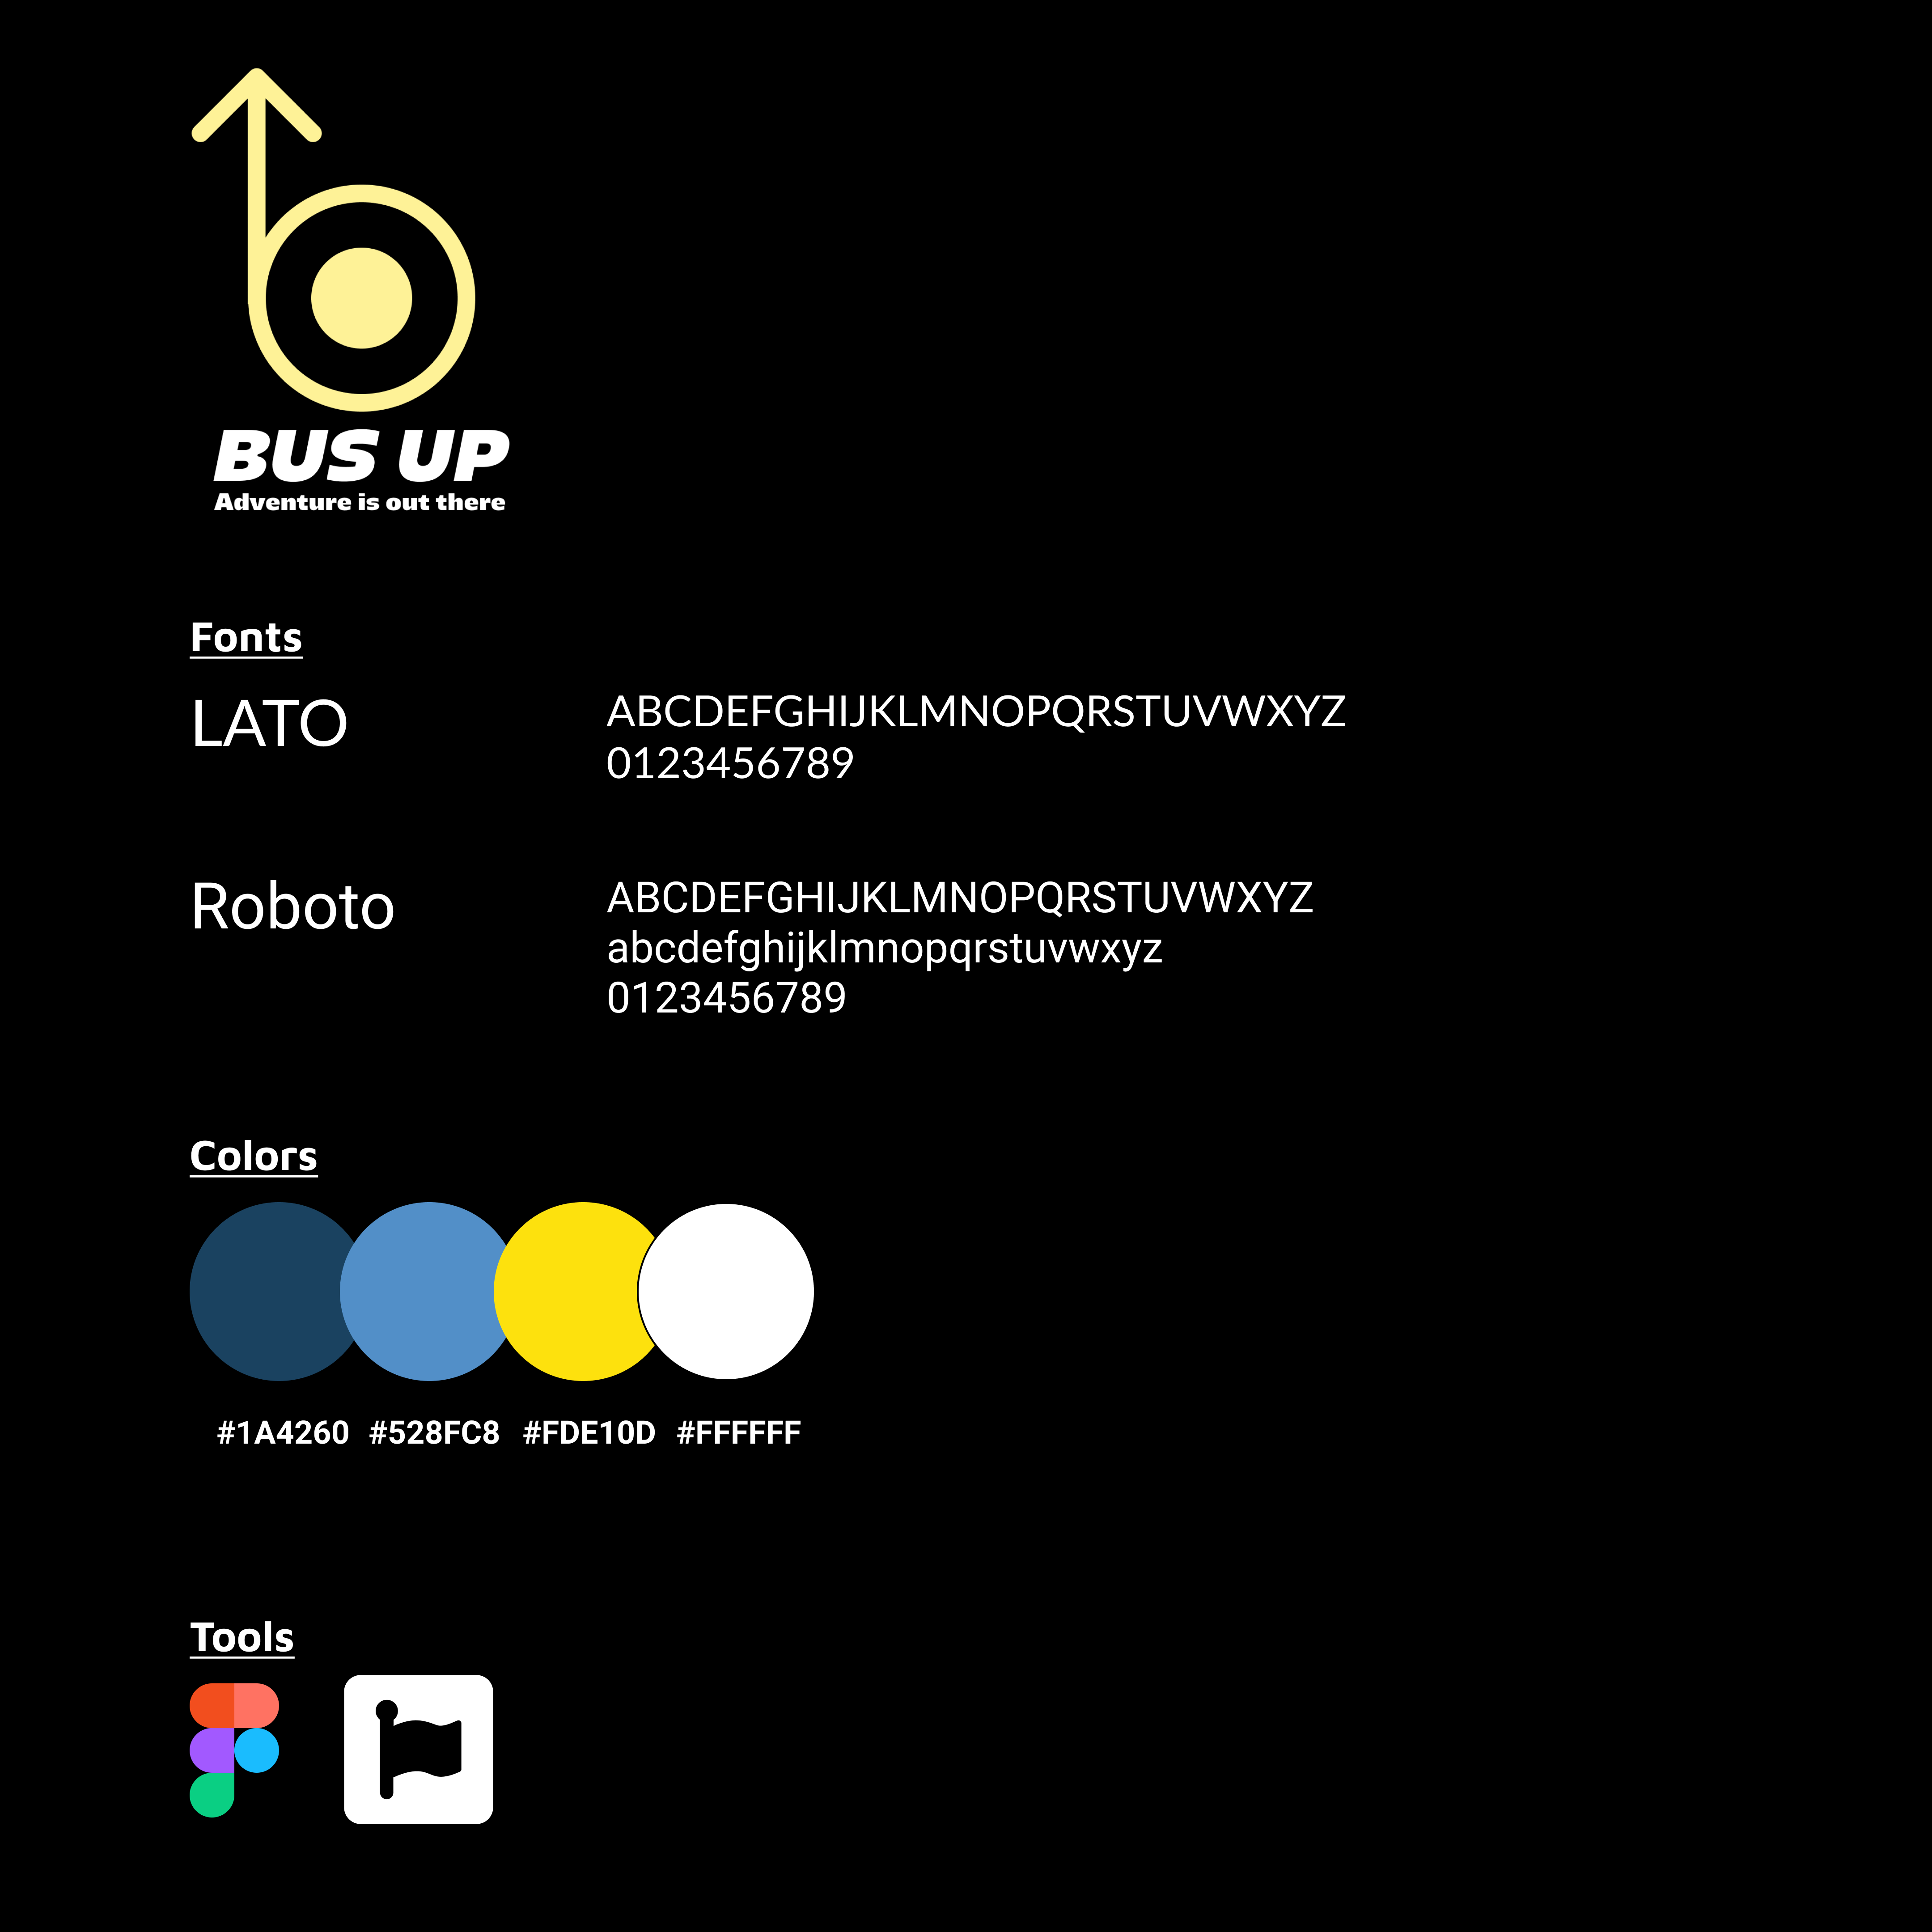 BUS UP
Adventure is out there
Fonts
LATO
ABCDEFGHIJKLMNOPQRSTUVWXYZ
0123456789
Roboto
ABCDEFGHIJKLMNOPQRSTUVWXYZ
abcdefghijklmnopqrstuvwxyz
0123456789
Colors
#1A4260 #528FC8 #FDE10D #FFFFFF
Tools